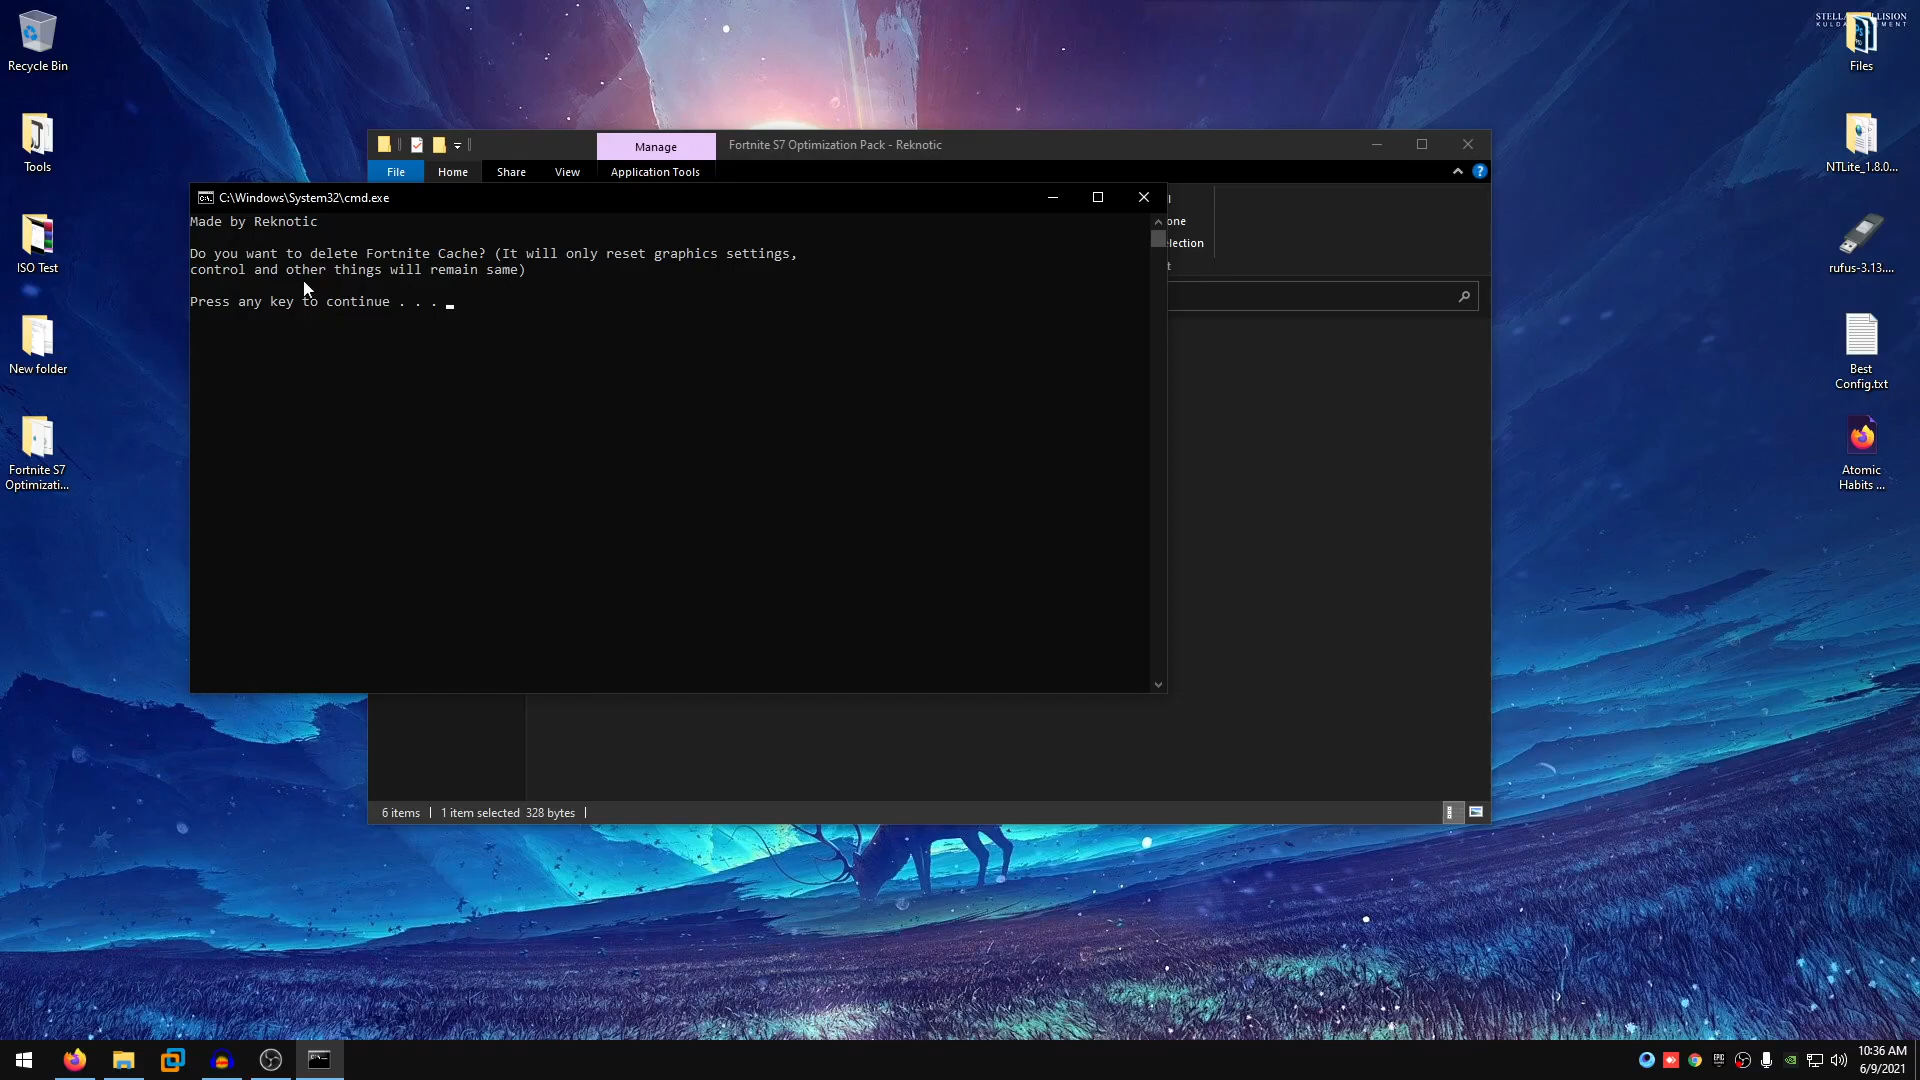 Recycle Bin
Tools
ISO Test
New folder
Fortnite S7
Optimizati...
Manage
Fortnite S7 Optimization Pack - Reknotic
File
Home
Share
View
Application Tools
C:\Windows\System32\cmd.exe
Made by Reknotic
Do you want to delete Fortnite Cache? (It will only reset graphics settings,
control and other things will remain same)
Press any key to continue . . .
one
election
6 items
1 item selected 328 bytes
Files
NTLite_1.8.0...
rufus-3.13....
Best
Config.txt
Atomic
Habits ...
10:36 AM
6/9/2021